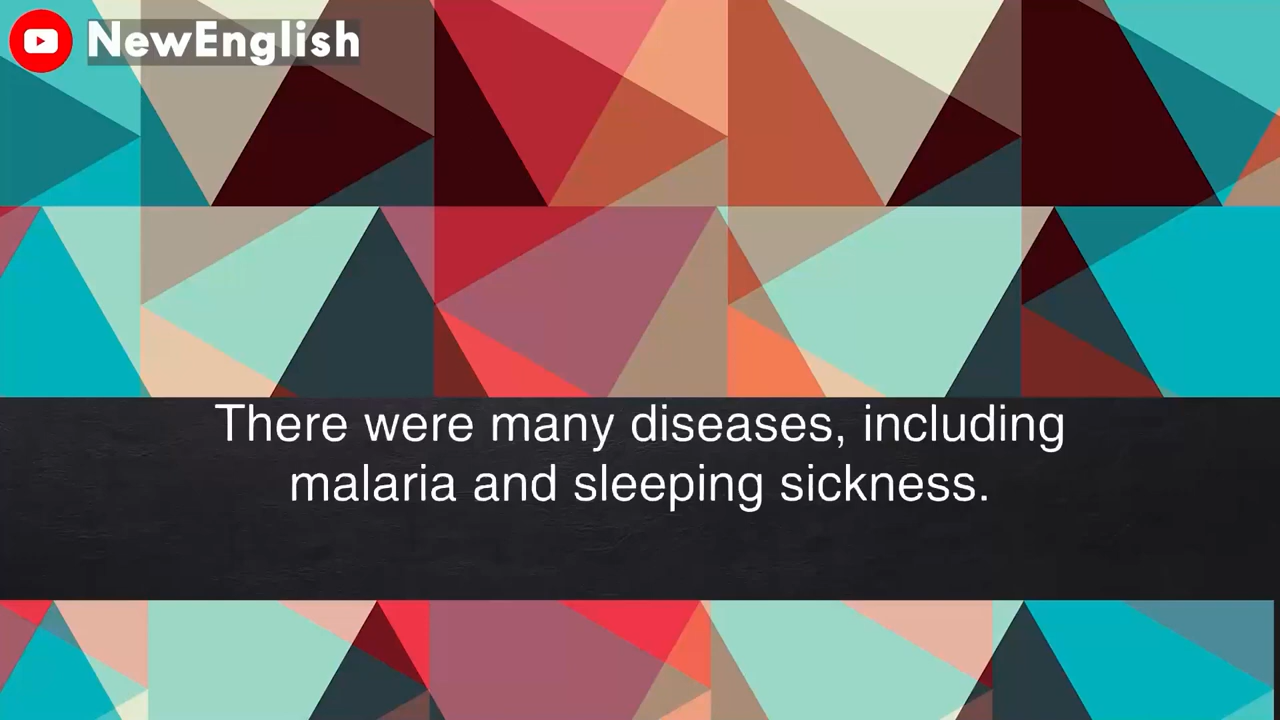 NewEnglish
There were many diseases, including
malaria and sleeping sickness.